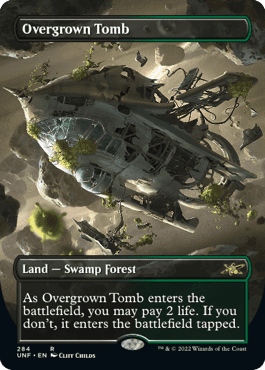 Overgrown Tomb
Land — Swamp Forest
As Overgrown Tomb enters the
battlefield, you may pay 2 life. If you
don't, it enters the battlefield tapped.
284 R
UNF • EN Cliff Childs
™ & © 2022 Wizards of the Coast